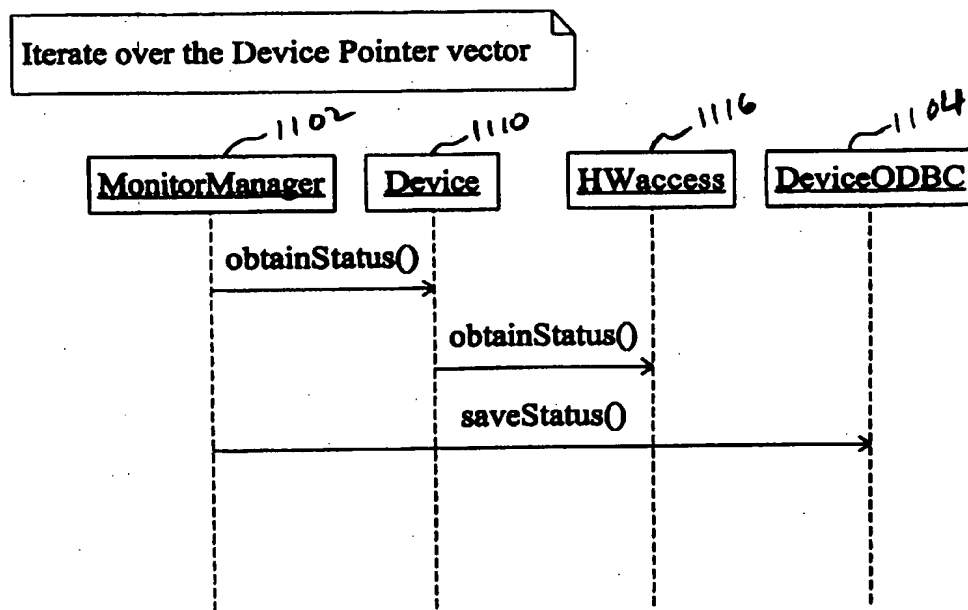 Iterate over the Device Pointer vector
1102 1110 1116 1104
MonitorManager Device HWaccess DeviceODBC
obtainStatus()
obtainStatus()
saveStatus()